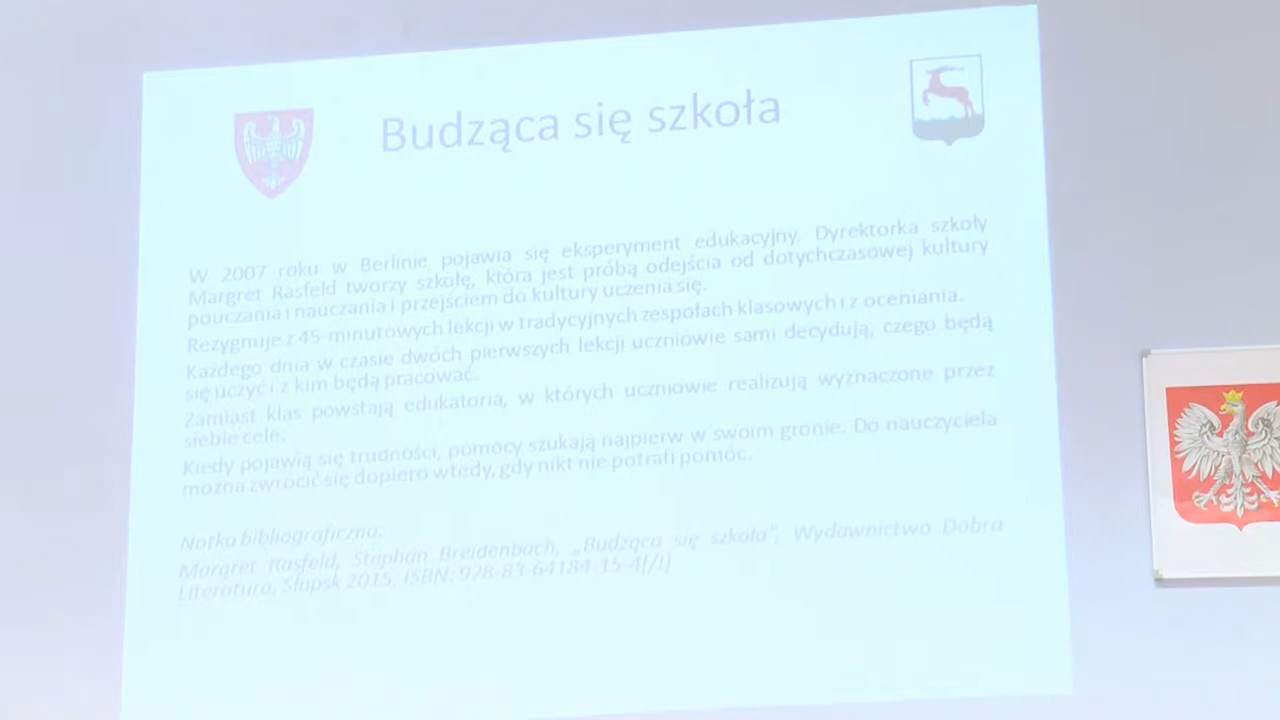 Budząca się szkoła
W 2007 roku w Berlinie pojawia się eksperyment edukacyjny. Dyrektorka szkoły
Margret Rasfeld tworzy szkołę, która jest próbą odejścia od dotychczasowej kultury
pouczania i nauczania i przejściem do kultury uczenia się.
Rezygnuje z 45-minutowych lekcji w tradycyjnych zespołach klasowych i z oceniania.
Każdego dnia w czasie dwóch pierwszych lekcji uczniowie sami decydują, czego będą
się uczyć i z kim będą pracować.
Zamiast klas powstają edukatoria, w których uczniowie realizują wyznaczone przez
siebie cele.
Kiedy pojawią się trudności, pomocy szukają najpierw w swoim gronie. Do nauczyciela
można zwrócić się dopiero wtedy, gdy nikt nie potrafi pomóc.
Notka bibliograficzna:
Margret Rasfeld, Stephan Breidenbach, „Budząca się szkoła”, Wydawnictwo Dobra
Literatura, Słupsk 2015, ISBN: 978-83-64184-15-4[/i]